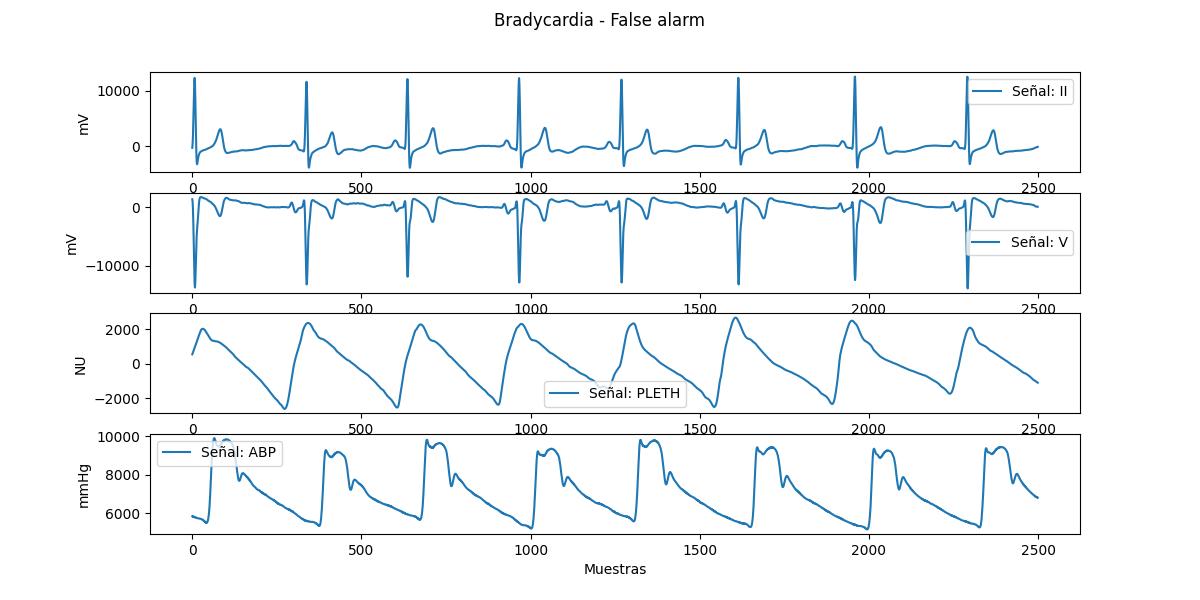 Bradycardia - False alarm
10000
0
mV
Señal: II
0 500 1000 1500 2000 2500
0
−10000
mV
Señal: V
0 500 1000 1500 2000 2500
2000
0
−2000
NU
Señal: PLETH
0 500 1000 1500 2000 2500
10000
8000
6000
mmHg
Señal: ABP
0 500 1000 1500 2000 2500
Muestras